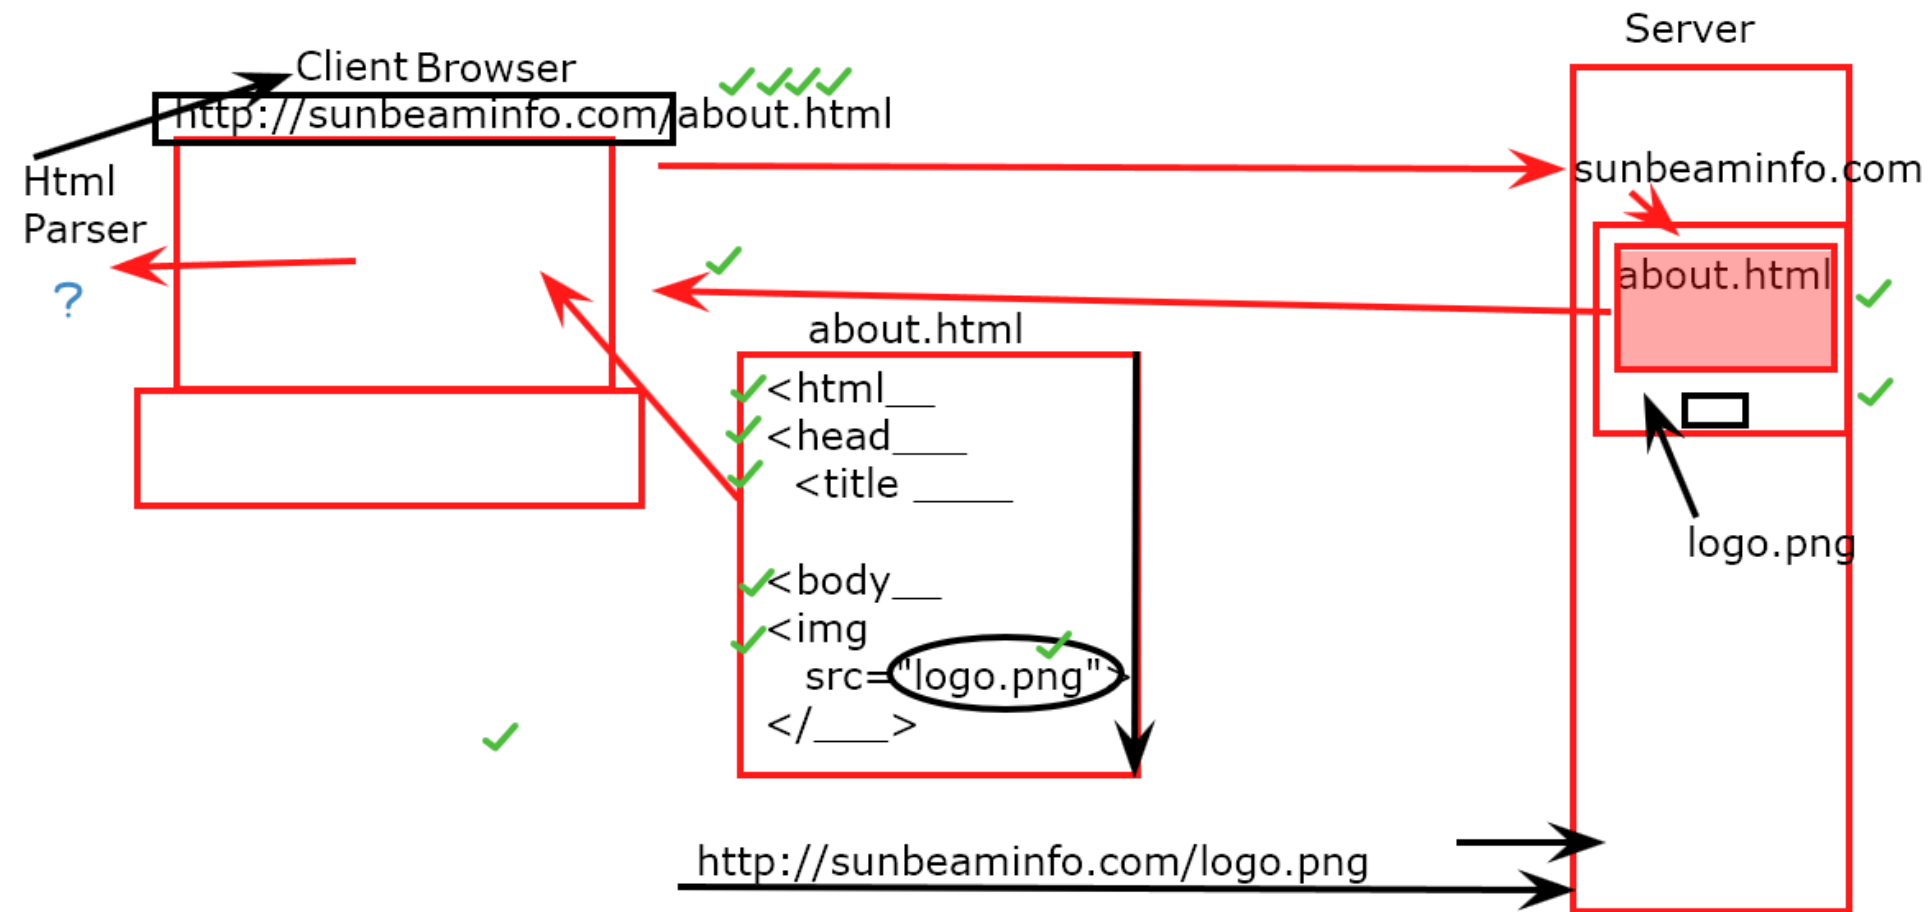 Server
Client Browser
http://sunbeaminfo.com/about.html
Html
Parser
?
sunbeaminfo.com
about.html
logo.png
about.html
<html__
<head____
<title _____
<body__
<img
src="logo.png">
</____>
http://sunbeaminfo.com/logo.png